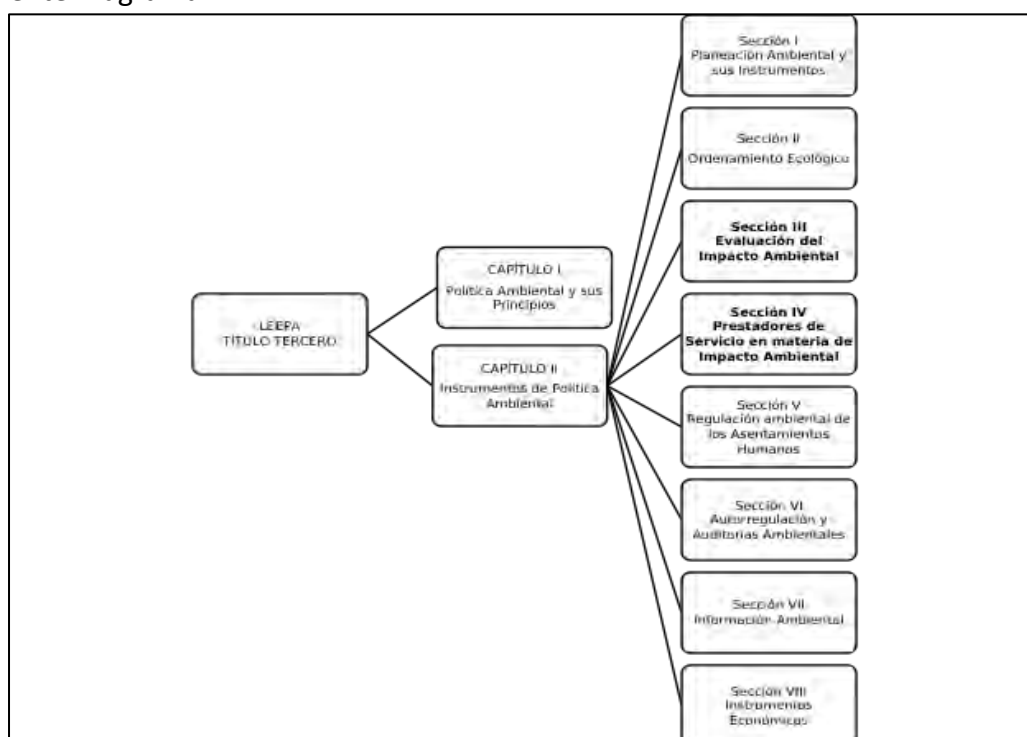 LEEPA
TÍTULO TERCERO
CAPÍTULO I
Política Ambiental y sus
Principios
CAPÍTULO II
Instrumentos de Política
Ambiental
Sección I
Planeación Ambiental y
sus Instrumentos
Sección II
Ordenamiento Ecológico
Sección III
Evaluación del
Impacto Ambiental
Sección IV
Prestadores de
Servicio en materia de
Impacto Ambiental
Sección V
Regulación ambiental de
los Asentamientos
Humanos
Sección VI
Autorregulación y
Auditorías Ambientales
Sección VII
Información Ambiental
Sección VIII
Instrumentos
Económicos